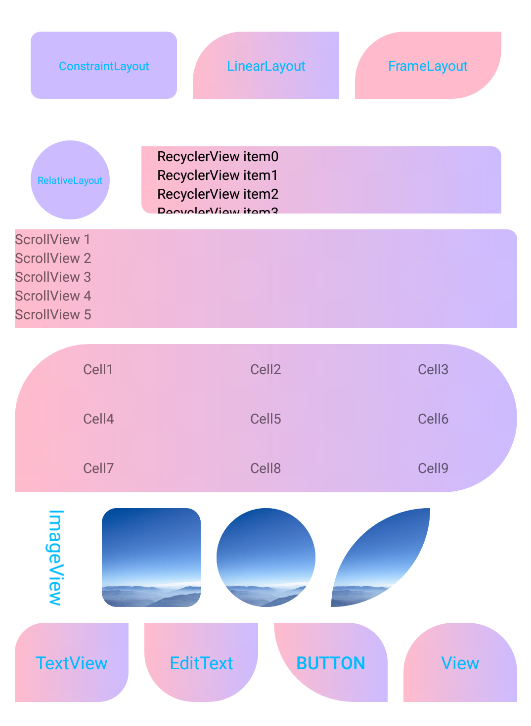 ConstraintLayout
LinearLayout
FrameLayout
RelativeLayout
RecyclerView item0
RecyclerView item1
RecyclerView item2
RecyclerView item3
ScrollView 1
ScrollView 2
ScrollView 3
ScrollView 4
ScrollView 5
Cell1 Cell2 Cell3
Cell4 Cell5 Cell6
Cell7 Cell8 Cell9
ImageView
TextView
EditText
BUTTON
View